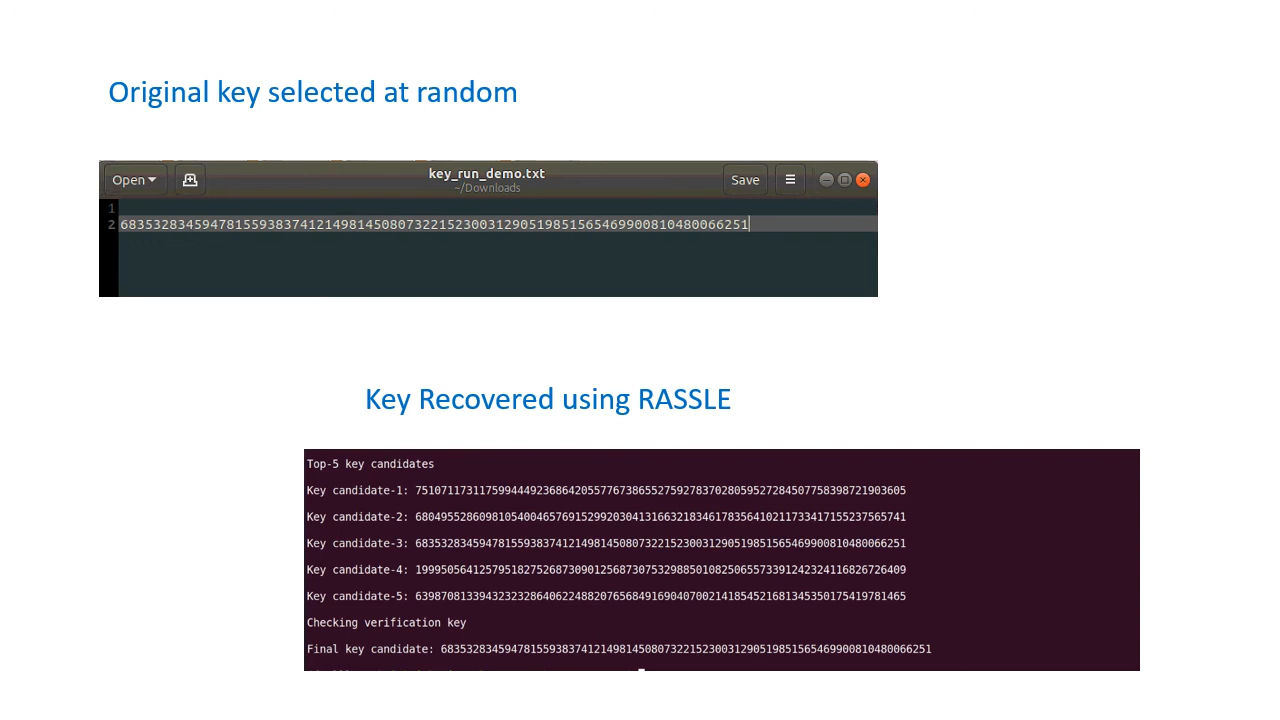 Original key selected at random
Open
key_run_demo.txt
Save
~/Downloads
1
2 6835328345947815593837412149814508073221523003129051985156546990081048006625​1
Key Recovered using RASSLE
Top-5 key candidates
Key candidate-1: 75107117311759944492368642055776738655275927837028059527284507758398721903605
Key candidate-2: 68049552860981054004657691529920304131663218346178356410211733417155237565741
Key candidate-3: 68353283459478155938374121498145080732215230031290519851565469900810480066251
Key candidate-4: 19995056412579518275268730901256873075329885010825065573391242324116826726409
Key candidate-5: 63987081339432323286406224882076568491690407002141854521681345350175419781465
Checking verification key
Final key candidate: 68353283459478155938374121498145080732215230031290519851565469900810480066251